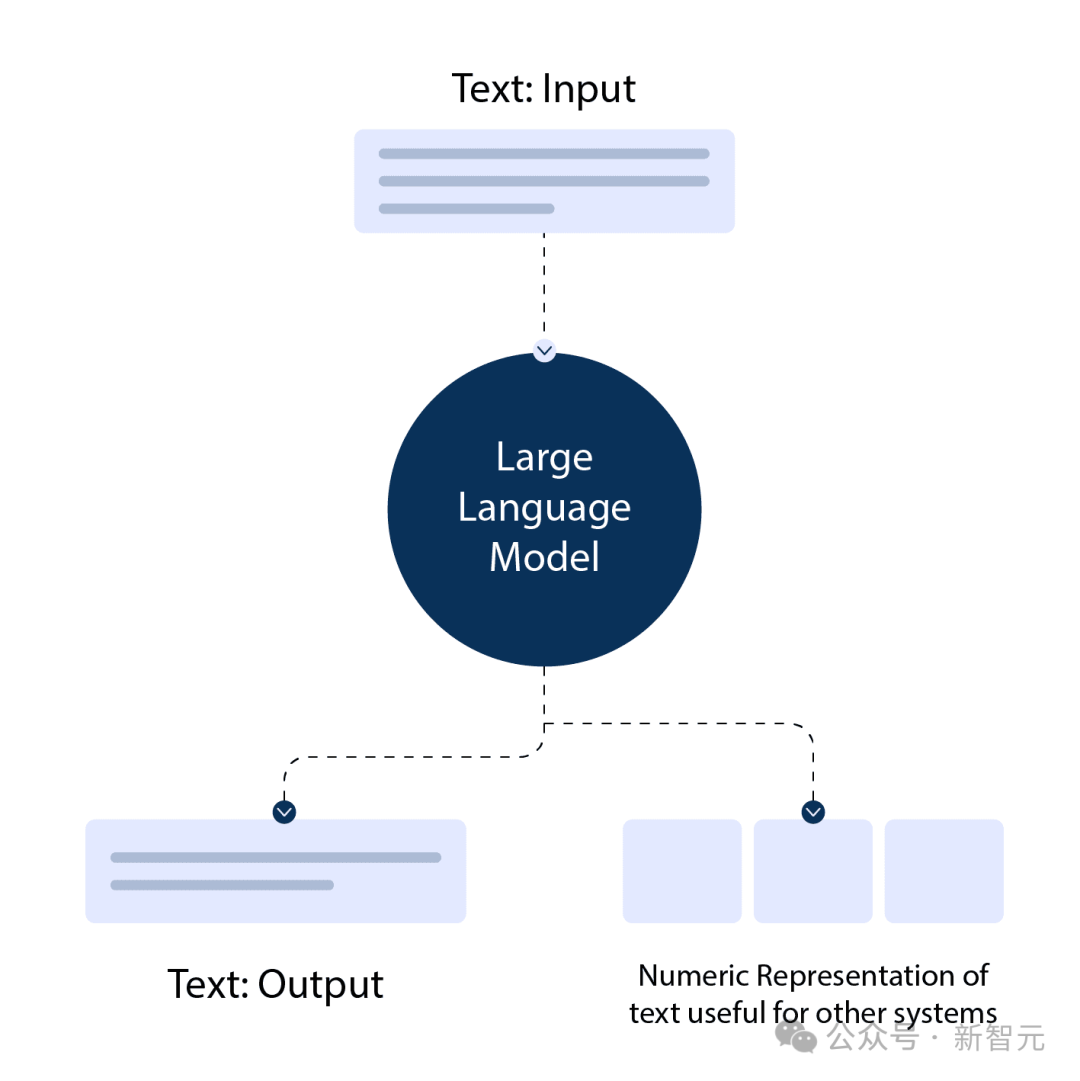 Text: Input
Large
Language
Model
Text: Output
Numeric Representation of
text useful for other systems
公众号 · 新智元